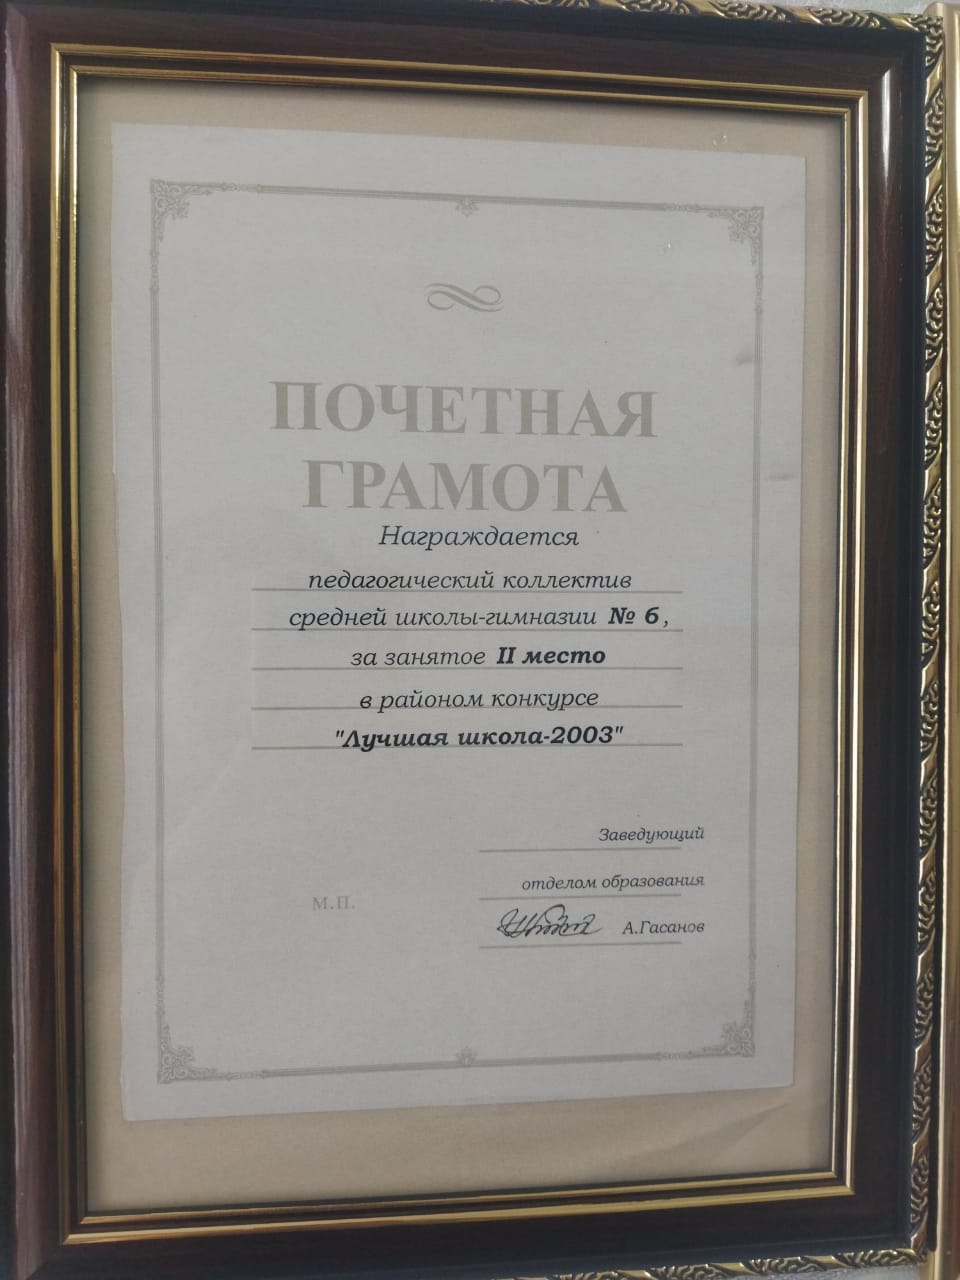 ПОЧЕТНАЯ
ГРАМОТА
Награждается
педагогический коллектив
средней школы-гимназии № 6,
за занятое II место
в районом конкурсе
"Лучшая школа-2003"
Заведующий
отделом образования
М.П.
А.Гасанов